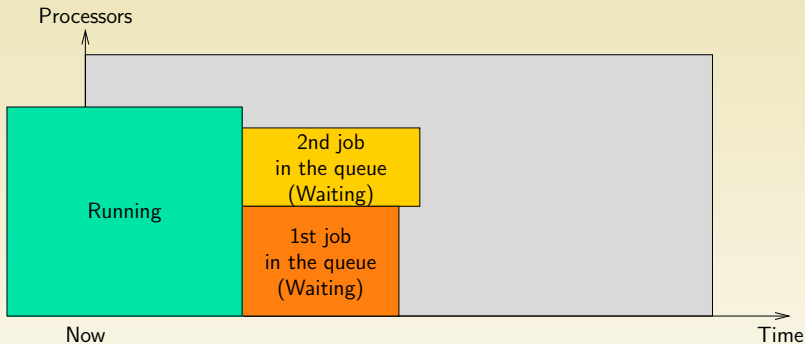 Processors
2nd job
in the queue
(Waiting)
Running
1st job
in the queue
(Waiting)
Now
Time